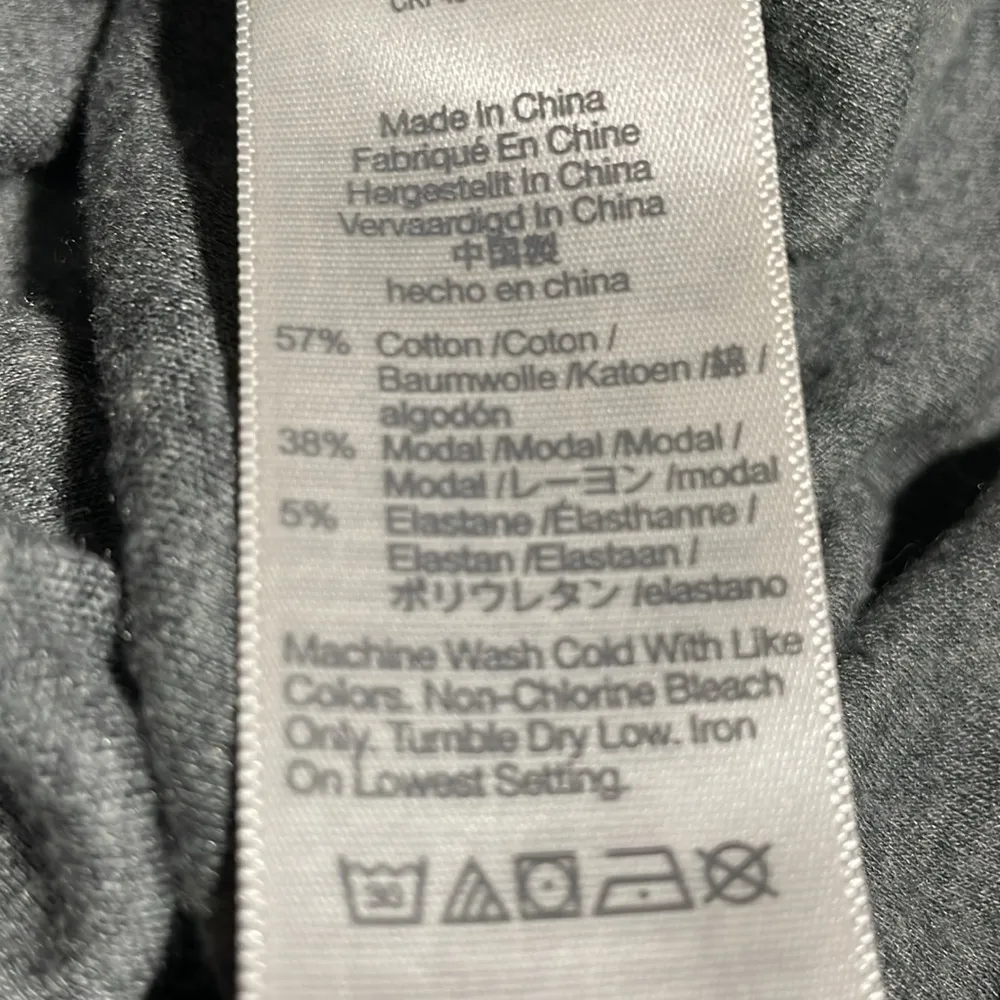 Made In China
Fabriqué En Chine
Hergestellt In China
Vervaardigd In China
中国製
hecho en china
57% Cotton /Coton /
Baumwolle /Katoen /綿 /
algodón
38% Modal /Modal /Modal /
Modal /レーヨン /modal
5% Elastane /Élasthanne /
Elastan /Elastaan /
ポリウレタン /elastano
Machine Wash Cold With Like
Colors. Non-Chlorine Bleach
Only. Tumble Dry Low. Iron
On Lowest Setting.
30